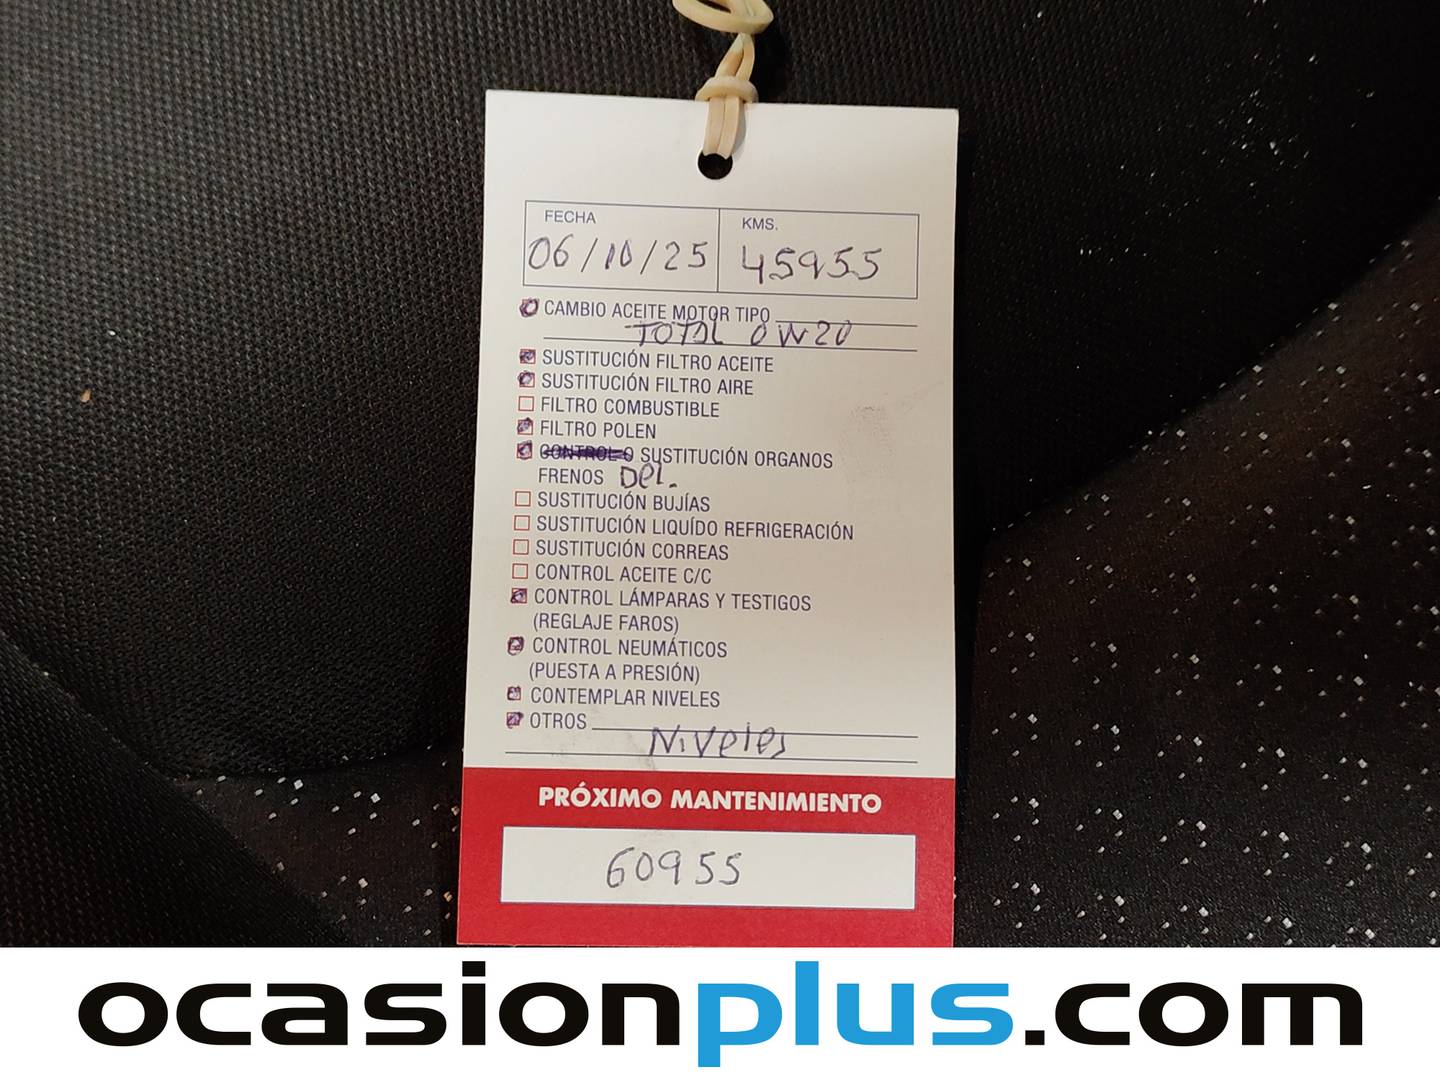 FECHA
KMS.
06/10/25
45955
CAMBIO ACEITE MOTOR TIPO
TOTAL 0W20
SUSTITUCIÓN FILTRO ACEITE
SUSTITUCIÓN FILTRO AIRE
FILTRO COMBUSTIBLE
FILTRO POLEN
CONTROL O SUSTITUCIÓN ORGANOS
FRENOS Del.
SUSTITUCIÓN BUJÍAS
SUSTITUCIÓN LIQUÍDO REFRIGERACIÓN
SUSTITUCIÓN CORREAS
CONTROL ACEITE C/C
CONTROL LÁMPARAS Y TESTIGOS
(REGLAJE FAROS)
CONTROL NEUMÁTICOS
(PUESTA A PRESIÓN)
CONTEMPLAR NIVELES
OTROS
Niveles
PRÓXIMO MANTENIMIENTO
60955
ocasionplus.com